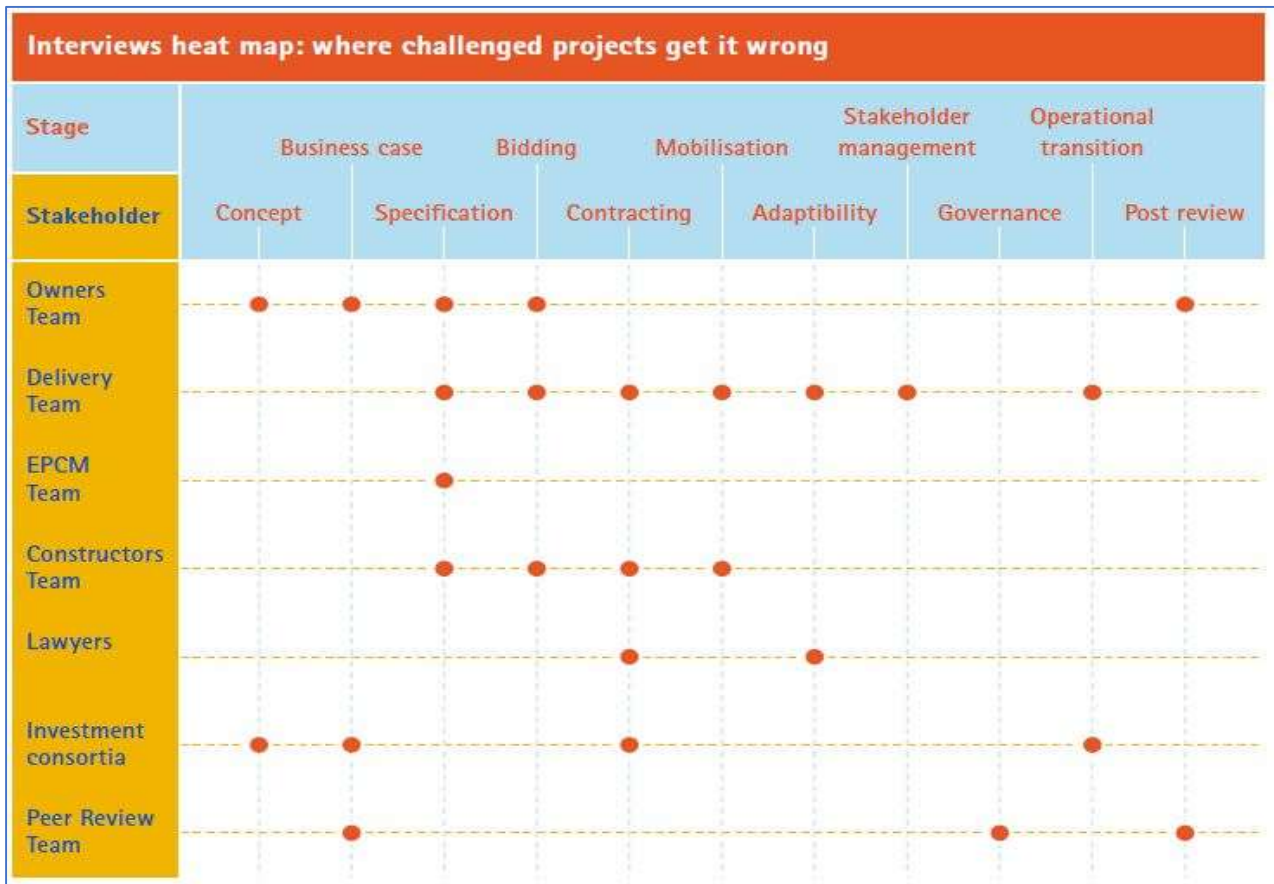 Interviews heat map: where challenged projects get it wrong
Stage
Business case
Bidding
Mobilisation
Stakeholder
management
Operational
transition
Stakeholder
Concept
Specification
Contracting
Adaptibility
Governance
Post review
Owners
Team
Delivery
Team
EPCM
Team
Constructors
Team
Lawyers
Investment
consortia
Peer Review
Team